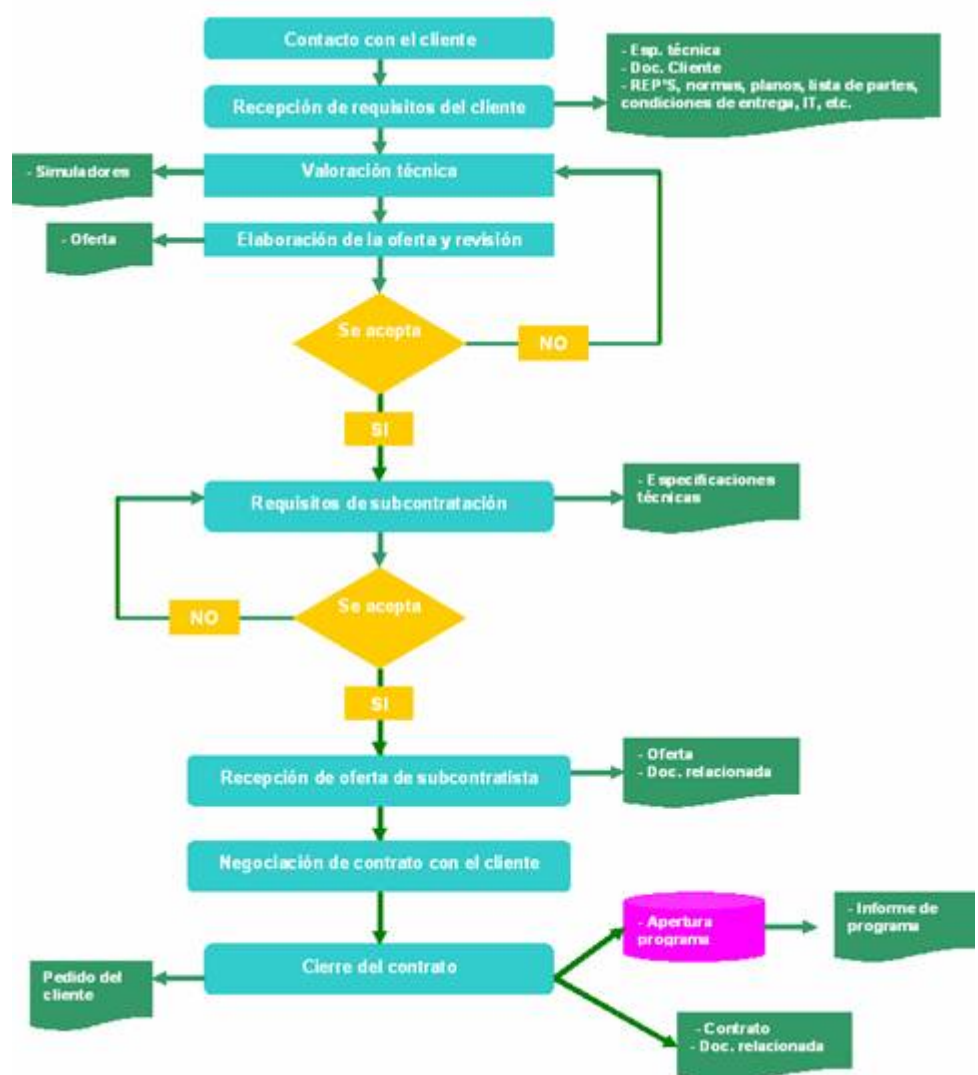 Contacto con el cliente
- Esp. técnica
- Doc. Cliente
- REP'S, normas, planos, lista de partes,
condiciones de entrega, IT, etc.
Recepción de requisitos del cliente
- Simuladores
Valoración técnica
- Oferta
Elaboración de la oferta y revisión
Se acepta
NO
SI
Requisitos de subcontratación
- Especificaciones
técnicas
Se acepta
NO
SI
Recepción de oferta de subcontratista
- Oferta
- Doc. relacionada
Negociación de contrato con el cliente
- Apertura
programa
- Informe de
programa
Cierre del contrato
Pedido del
cliente
- Contrato
- Doc. relacionada